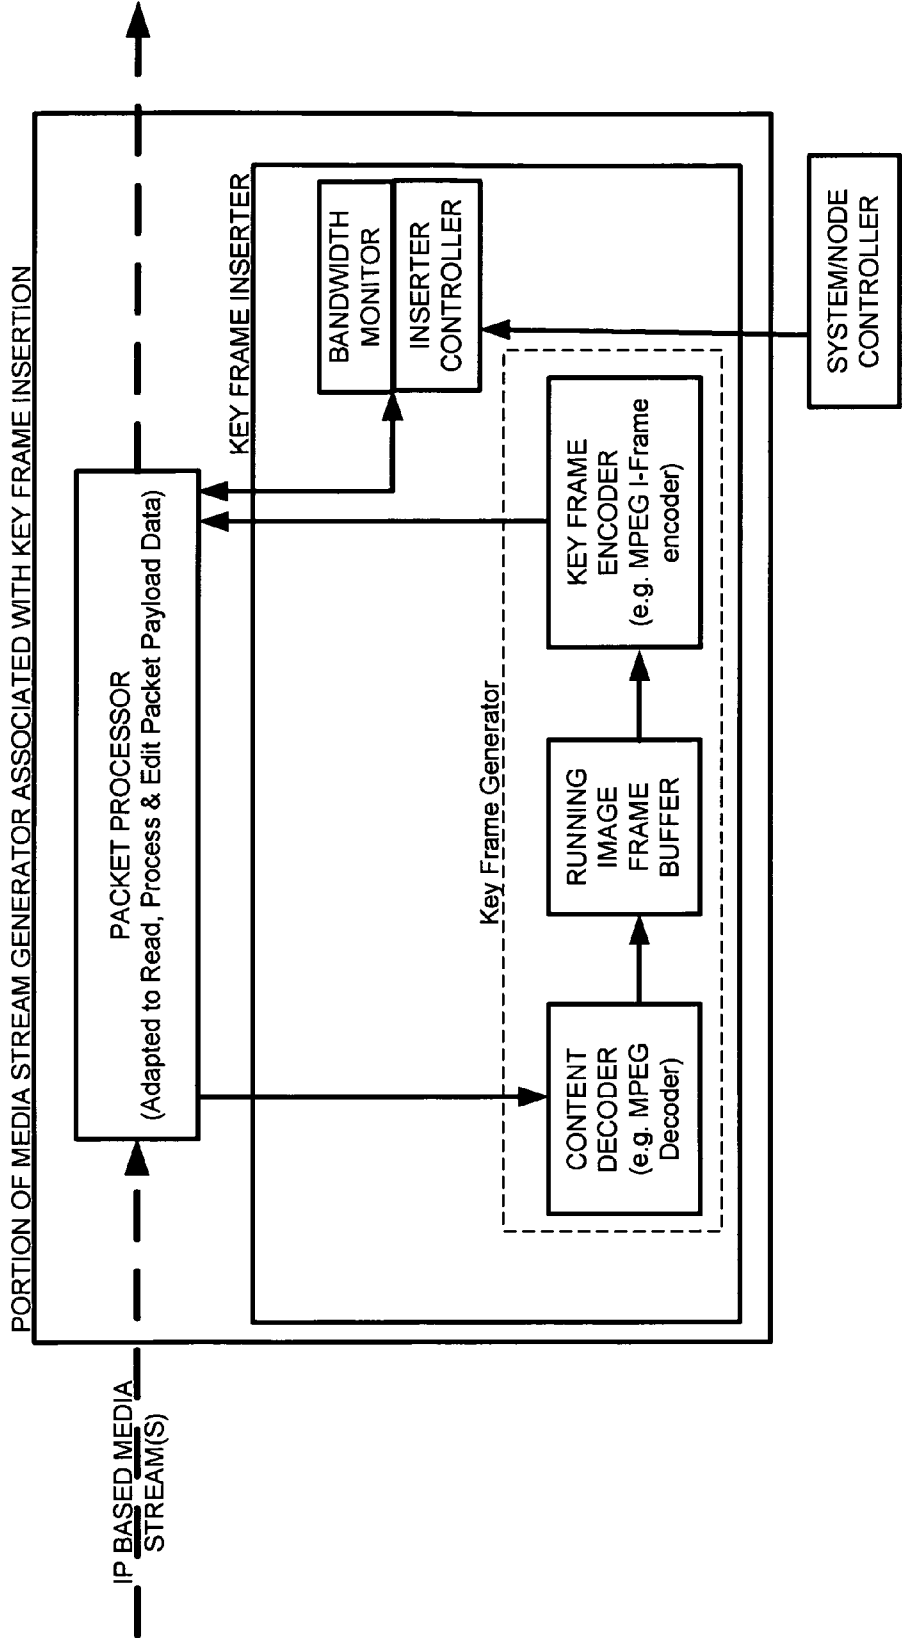 PORTION OF MEDIA STREAM GENERATOR ASSOCIATED WITH KEY FRAME INSERTION
IP BASED MEDIA
STREAM(S)
PACKET PROCESSOR
(Adapted to Read, Process & Edit Packet Payload Data)
KEY FRAME INSERTER
BANDWIDTH
MONITOR
INSERTER
CONTROLLER
Key Frame Generator
CONTENT
DECODER
(e.g. MPEG
Decoder)
RUNNING
IMAGE
FRAME
BUFFER
KEY FRAME
ENCODER
(e.g. MPEG I-Frame
encoder)
SYSTEM/NODE
CONTROLLER